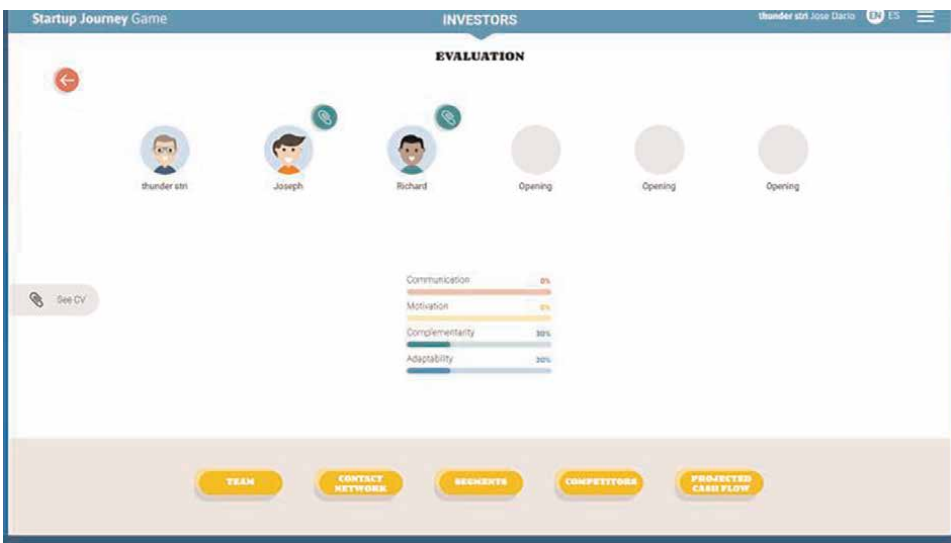 Startup Journey Game
INVESTORS
thunder stri Jose Dario EN ES
EVALUATION
thunder stri
Joseph
Richard
Opening
Opening
Opening
See CV
Communication 0%
Motivation 0%
Complementarity 30%
Adaptability 30%
TEAM
CONTACT
NETWORK
SEGMENTS
COMPETITORS
PROJECTED
CASH FLOW